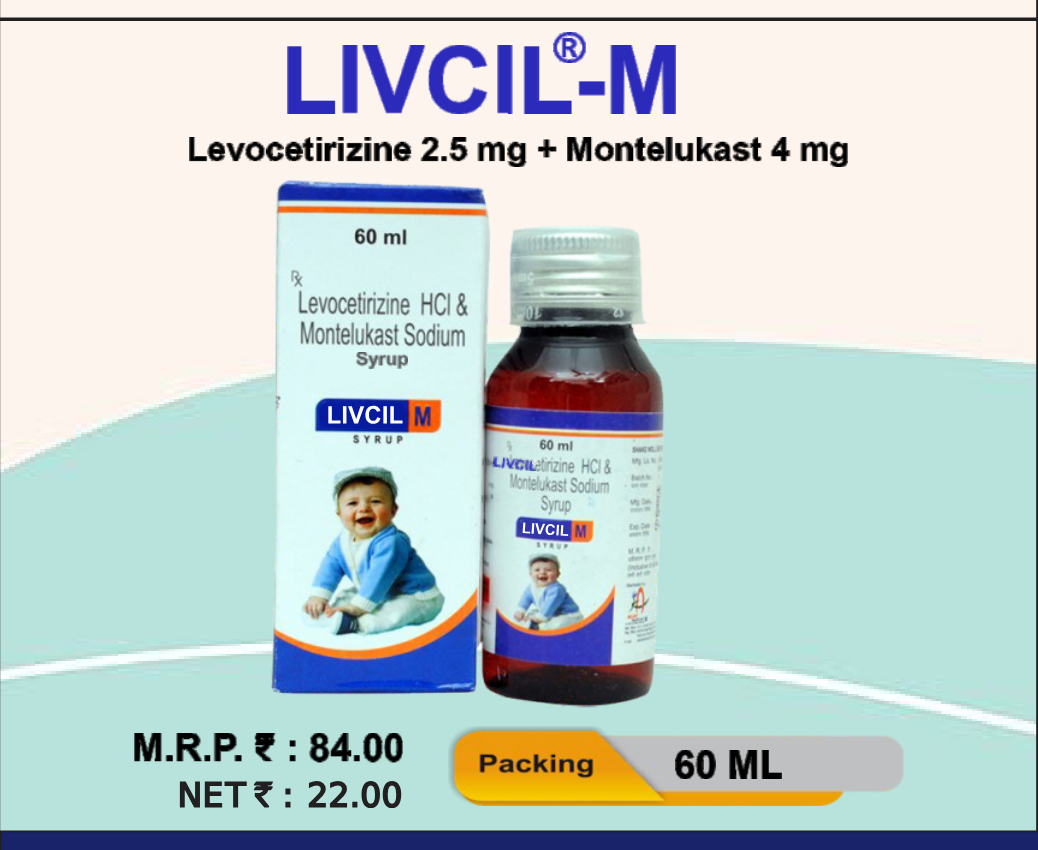 LIVCIL®-M
Levocetirizine 2.5 mg + Montelukast 4 mg
60 ml
Rx
Levocetirizine HCl &
Montelukast Sodium
Syrup
LIVCIL M
SYRUP
60 ml
Rx
LIVCIL etirizine HCl &
Montelukast Sodium
Syrup
LIVCIL M
SYRUP
M.R.P. ₹ : 84.00
NET ₹ : 22.00
Packing
60 ML